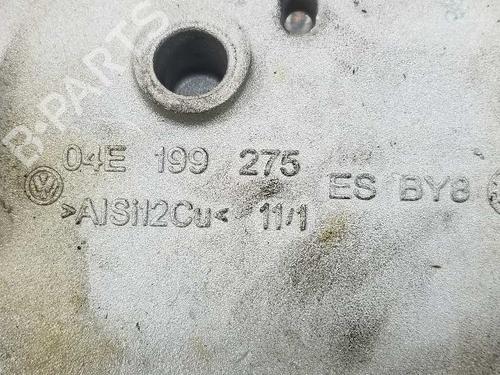 B-PARTS
04E 199 275 ES BY8
>AlSi12Cu< 11/1